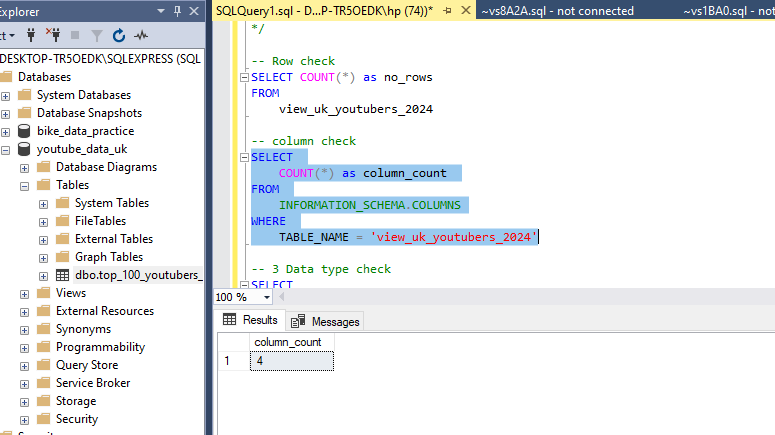 Explorer
SQLQuery1.sql - D...P-TR5OEDK\hp (74))*
~vs8A2A.sql - not connected
~vs1BA0.sql - not connected
ct
DESKTOP-TR5OEDK\SQLEXPRESS (SQL
Databases
System Databases
Database Snapshots
bike_data_practice
youtube_data_uk
Database Diagrams
Tables
System Tables
FileTables
External Tables
Graph Tables
dbo.top_100_youtubers_
Views
External Resources
Synonyms
Programmability
Query Store
Service Broker
Storage
Security
*/
-- Row check
SELECT COUNT(*) as no_rows
FROM
view_uk_youtubers_2024
-- column check
SELECT
COUNT(*) as column_count
FROM
INFORMATION_SCHEMA.COLUMNS
WHERE
TABLE_NAME = 'view_uk_youtubers_2024'
-- 3 Data type check
SELECT
100 %
Results
Messages
column_count
1
4